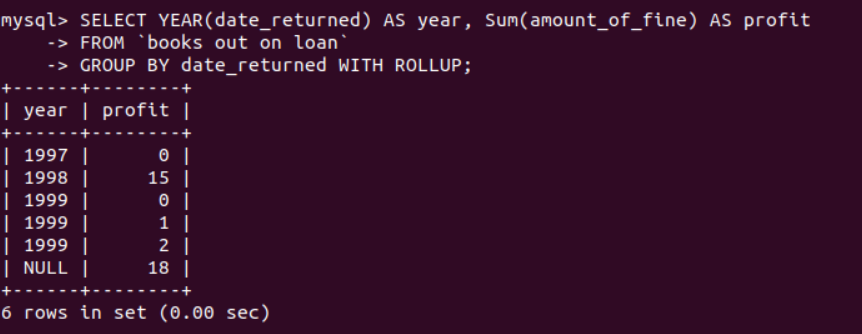 mysql> SELECT YEAR(date_returned) AS year, Sum(amount_of_fine) AS profit
    -> FROM `books out on loan`
    -> GROUP BY date_returned WITH ROLLUP;
+------+--------+
| year | profit |
+------+--------+
| 1997 |      0 |
| 1998 |     15 |
| 1999 |      0 |
| 1999 |      1 |
| 1999 |      2 |
| NULL |     18 |
+------+--------+
6 rows in set (0.00 sec)